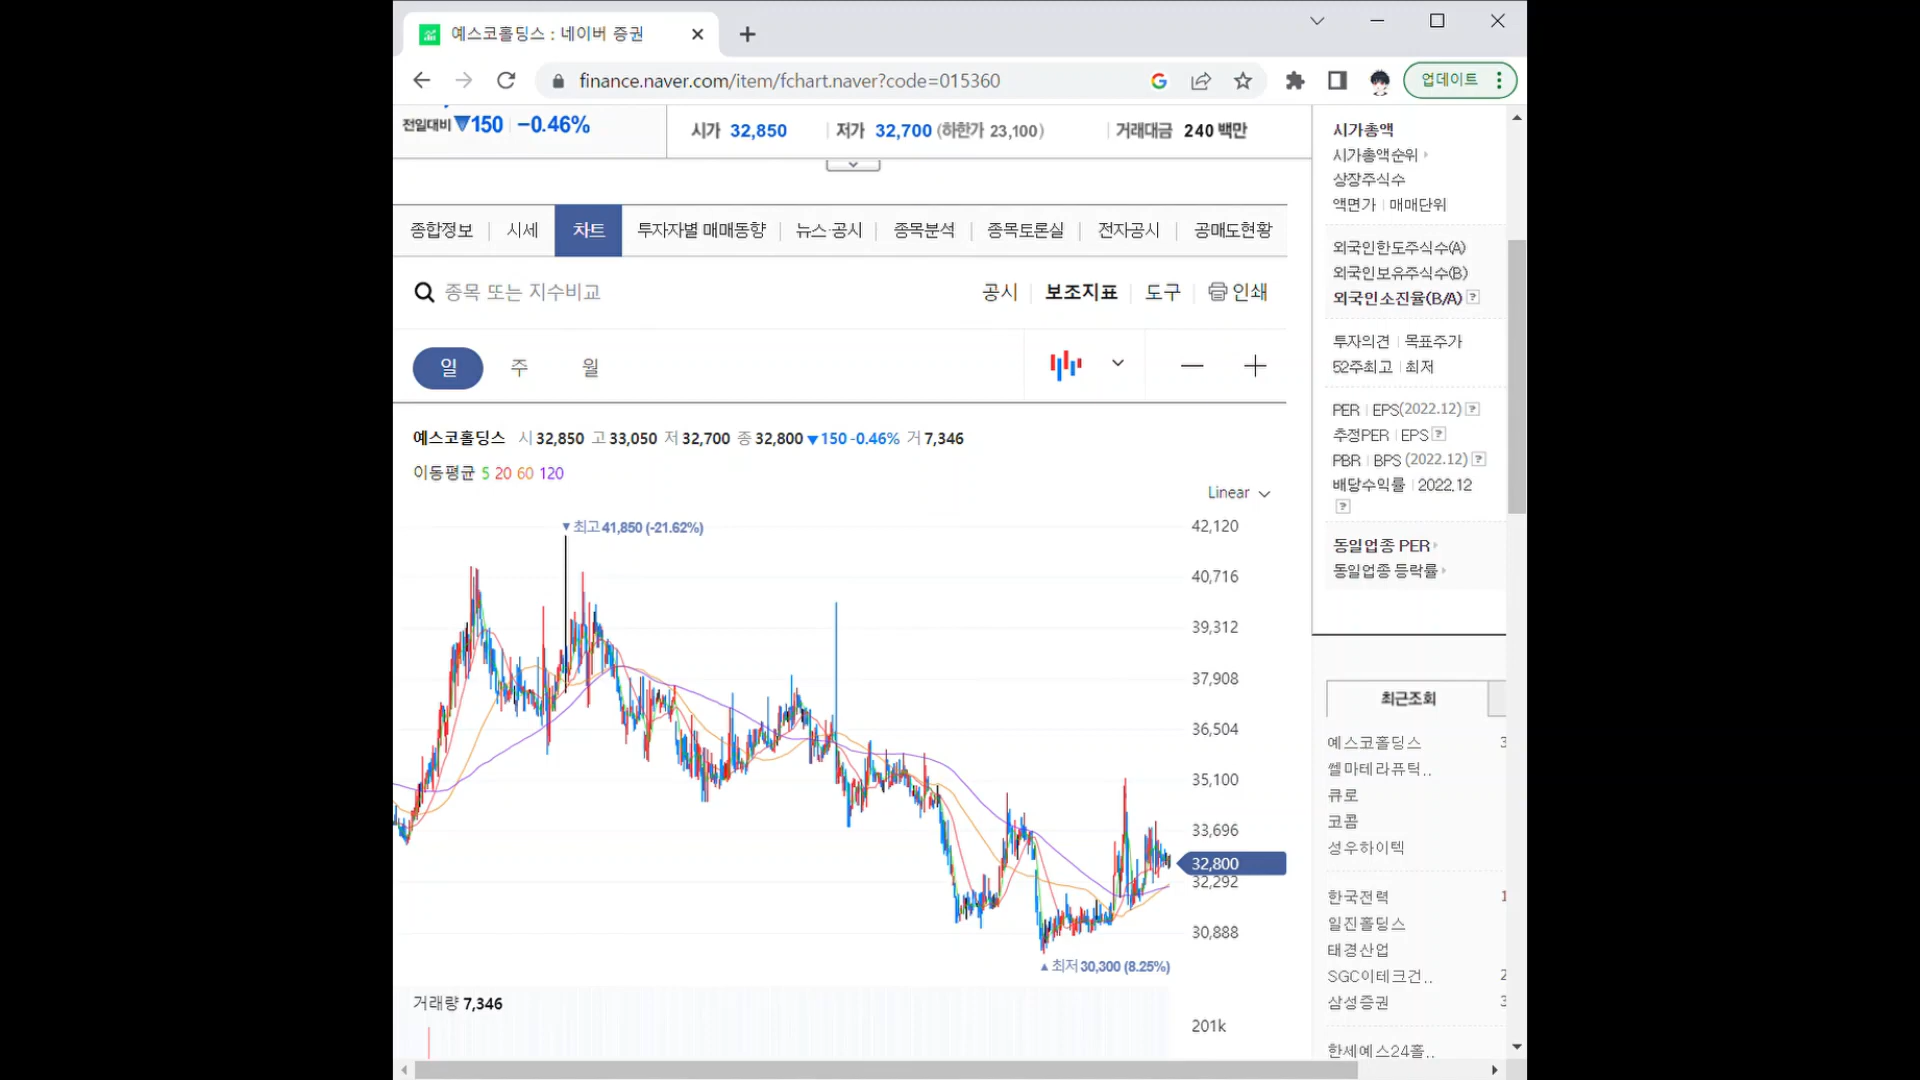 예스코홀딩스 : 네이버 증권
finance.naver.com/item/fchart.naver?code=015360
업데이트
전일대비 ▼150 -0.46%
시가 32,850 저가 32,700 (하한가 23,100) 거래대금 240 백만
종합정보 시세 차트 투자자별 매매동향 뉴스·공시 종목분석 종목토론실 전자공시 공매도현황
종목 또는 지수비교 공시 보조지표 도구 인쇄
일 주 월
예스코홀딩스 시 32,850 고 33,050 저 32,700 종 32,800 ▼150 -0.46% 거 7,346
이동평균 5 20 60 120
Linear
▼최고 41,850 (-21.62%)
42,120
40,716
39,312
37,908
36,504
35,100
33,696
32,800
32,292
30,888
▲최저 30,300 (8.25%)
거래량 7,346
201k
시가총액
시가총액순위
상장주식수
액면가 매매단위
외국인한도주식수(A)
외국인보유주식수(B)
외국인소진율(B/A) ?
투자의견 목표주가
52주최고 최저
PER EPS(2022.12) ?
추정PER EPS ?
PBR BPS (2022.12) ?
배당수익률 2022.12
?
동일업종 PER
동일업종 등락률
최근조회
예스코홀딩스 3
쎌마테라퓨틱..
큐로
코콤
성우하이텍
한국전력 1
일진홀딩스
태경산업
SGC이테크건.. 2
삼성증권 3
한세예스24홀..